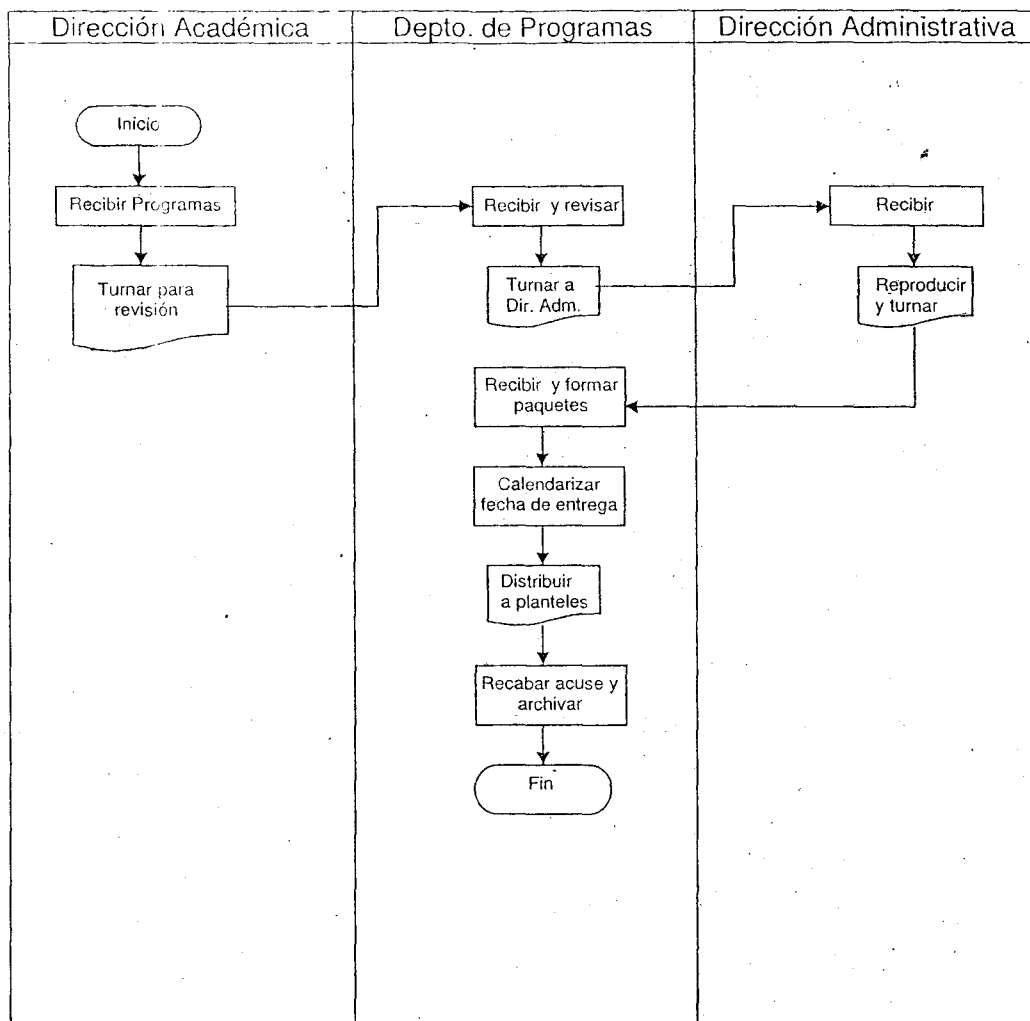 Dirección Académica
Depto. de Programas
Dirección Administrativa
Inicio
Recibir Programas
Turnar para
revisión
Recibir y revisar
Turnar a
Dir. Adm.
Recibir
Reproducir
y turnar
Recibir y formar
paquetes
Calendarizar
fecha de entrega
Distribuir
a planteles
Recabar acuse y
archivar
Fin